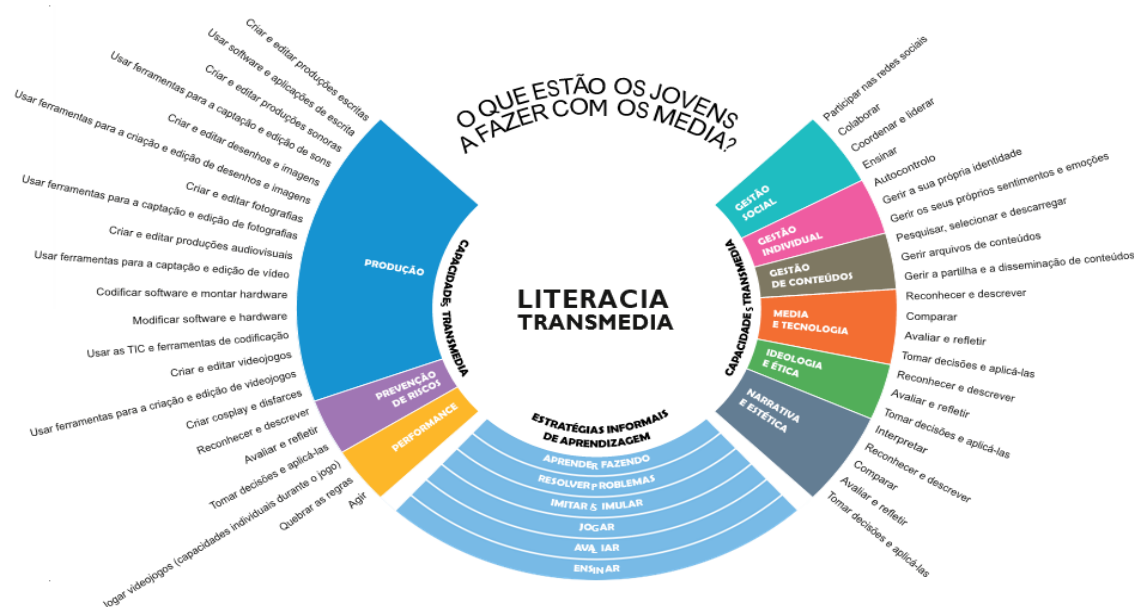 O QUE ESTÃO OS JOVENS
A FAZER COM OS MEDIA?
LITERACIA
TRANSMEDIA
CAPACIDADES TRANSMEDIA
PRODUÇÃO
Criar e editar produções escritas
Usar software e aplicações de escrita
Criar e editar produções sonoras
Usar ferramentas para a captação e edição de sons
Criar e editar desenhos e imagens
Usar ferramentas para a criação e edição de desenhos e imagens
Criar e editar fotografias
Usar ferramentas para a captação e edição de fotografias
Criar e editar produções audiovisuais
Usar ferramentas para a captação e edição de vídeo
Codificar software e montar hardware
Modificar software e hardware
Usar as TIC e ferramentas de codificação
Criar e editar videojogos
Usar ferramentas para a criação e edição de videojogos
Criar cosplay e disfarces
PREVENÇÃO
DE RISCOS
Reconhecer e descrever
Avaliar e refletir
Tomar decisões e aplicá-las
PERFORMANCE
Jogar videojogos (capacidades individuais durante o jogo)
Quebrar as regras
Agir
CAPACIDADES TRANSMEDIA
GESTÃO
SOCIAL
Participar nas redes sociais
Colaborar
Coordenar e liderar
Ensinar
GESTÃO
INDIVIDUAL
Autocontrolo
Gerir a sua própria identidade
Gerir os seus próprios sentimentos e emoções
GESTÃO
DE CONTEÚDOS
Pesquisar, selecionar e descarregar
Gerir arquivos de conteúdos
Gerir a partilha e a disseminação de conteúdos
MEDIA
E TECNOLOGIA
Reconhecer e descrever
Comparar
Avaliar e refletir
Tomar decisões e aplicá-las
IDEOLOGIA
E ÉTICA
Reconhecer e descrever
Avaliar e refletir
Tomar decisões e aplicá-las
NARRATIVA
E ESTÉTICA
Interpretar
Reconhecer e descrever
Comparar
Avaliar e refletir
Tomar decisões e aplicá-las
ESTRATÉGIAS INFORMAIS
DE APRENDIZAGEM
APRENDER FAZENDO
RESOLVER PROBLEMAS
IMITAR & SIMULAR
JOGAR
AVALIAR
ENSINAR